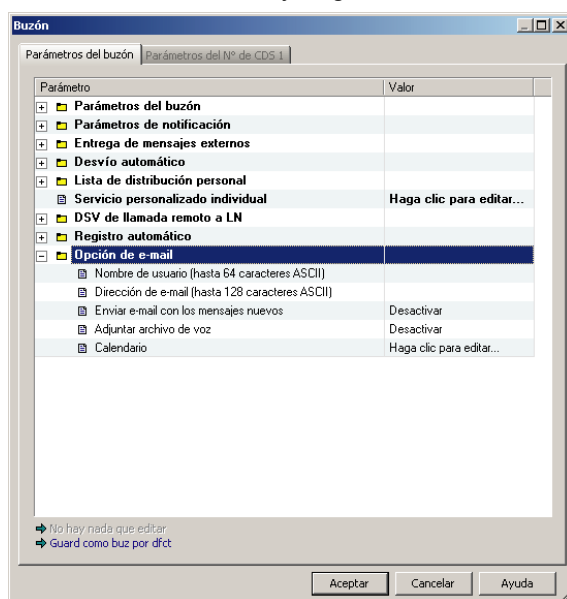 Buzón
Parámetros del buzón Parámetros del Nº de CDS 1
Parámetro Valor
Parámetros del buzón
Parámetros de notificación
Entrega de mensajes externos
Desvío automático
Lista de distribución personal
Servicio personalizado individual Haga clic para editar...
DSV de llamada remoto a LN
Registro automático
Opción de e-mail
Nombre de usuario (hasta 64 caracteres ASCII)
Dirección de e-mail (hasta 128 caracteres ASCII)
Enviar e-mail con los mensajes nuevos Desactivar
Adjuntar archivo de voz Desactivar
Calendario Haga clic para editar...
No hay nada que editar
Guard como buz por dfct
Aceptar Cancelar Ayuda